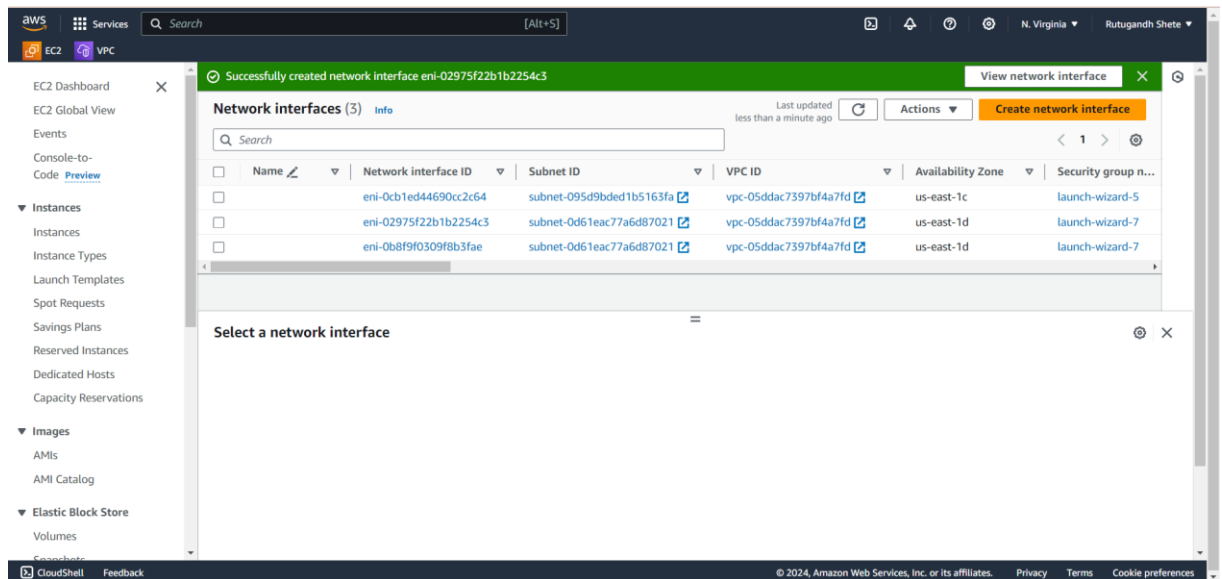 aws Services Search [Alt+S] N. Virginia ▼ Rutugandh Shete ▼
EC2 VPC
EC2 Dashboard
EC2 Global View
Events
Console-to-
Code Preview
▼ Instances
Instances
Instance Types
Launch Templates
Spot Requests
Savings Plans
Reserved Instances
Dedicated Hosts
Capacity Reservations
▼ Images
AMIs
AMI Catalog
▼ Elastic Block Store
Volumes
Snapshots
Successfully created network interface eni-02975f22b1b2254c3 View network interface
Network interfaces (3) Info
Last updated
less than a minute ago
Actions ▼ Create network interface
Search
1
Name Network interface ID Subnet ID VPC ID Availability Zone Security group n...
eni-0cb1ed44690cc2c64 subnet-095d9bded1b5163fa vpc-05ddac7397bf4a7fd us-east-1c launch-wizard-5
eni-02975f22b1b2254c3 subnet-0d61eac77a6d87021 vpc-05ddac7397bf4a7fd us-east-1d launch-wizard-7
eni-0b8f9f0309f8b3fae subnet-0d61eac77a6d87021 vpc-05ddac7397bf4a7fd us-east-1d launch-wizard-7
Select a network interface
CloudShell Feedback © 2024, Amazon Web Services, Inc. or its affiliates. Privacy Terms Cookie preferences